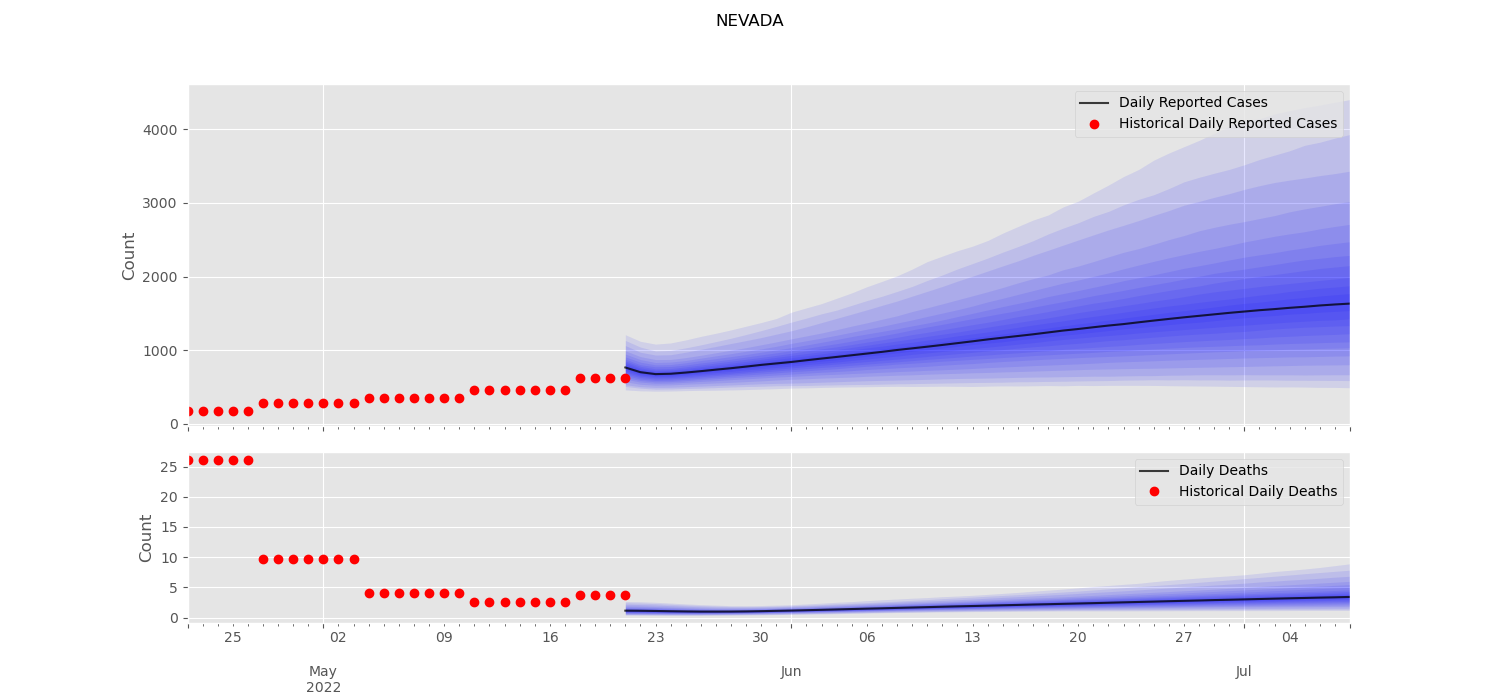 NEVADA
Daily Reported Cases
Historical Daily Reported Cases
4000
3000
2000
1000
0
Count
Daily Deaths
Historical Daily Deaths
25
20
15
10
5
0
Count
25 02 09 16 23 30 06 13 20 27 04
May Jun Jul
2022